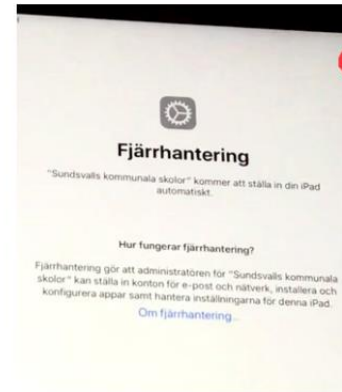 Fjärrhantering
"Sundsvalls kommunala skolor" kommer att ställa in din iPad
automatiskt.
Hur fungerar fjärrhantering?
Fjärrhantering gör att administratören för "Sundsvalls kommunala
skolor" kan ställa in konton för e-post och nätverk, installera och
konfigurera appar samt hantera inställningarna för denna iPad.
Om fjärrhantering...